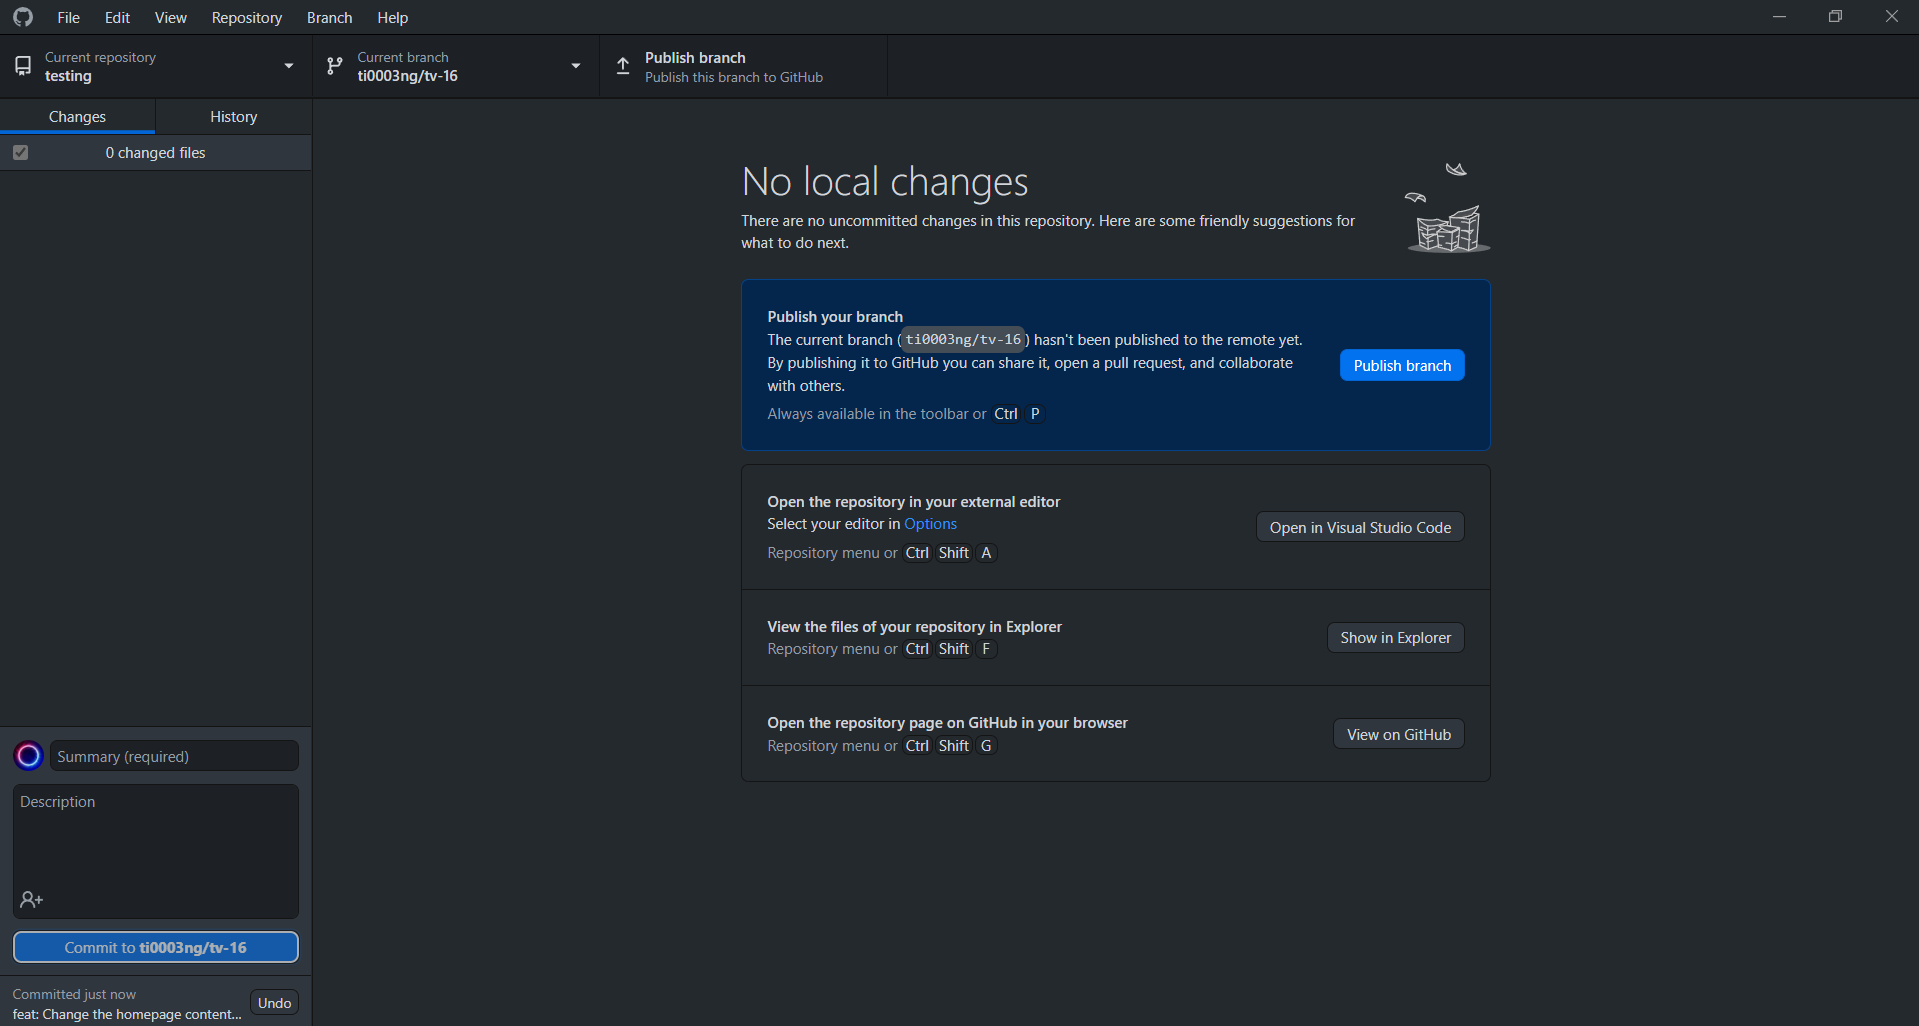 File Edit View Repository Branch Help
Current repository
testing
Current branch
ti0003ng/tv-16
Publish branch
Publish this branch to GitHub
Changes
History
0 changed files
No local changes
There are no uncommitted changes in this repository. Here are some friendly suggestions for
what to do next.
Publish your branch
The current branch ( ti0003ng/tv-16 ) hasn't been published to the remote yet.
By publishing it to GitHub you can share it, open a pull request, and collaborate
with others.
Always available in the toolbar or Ctrl P
Publish branch
Open the repository in your external editor
Select your editor in Options
Repository menu or Ctrl Shift A
Open in Visual Studio Code
View the files of your repository in Explorer
Repository menu or Ctrl Shift F
Show in Explorer
Open the repository page on GitHub in your browser
Repository menu or Ctrl Shift G
View on GitHub
Summary (required)
Description
Commit to ti0003ng/tv-16
Committed just now
feat: Change the homepage content...
Undo